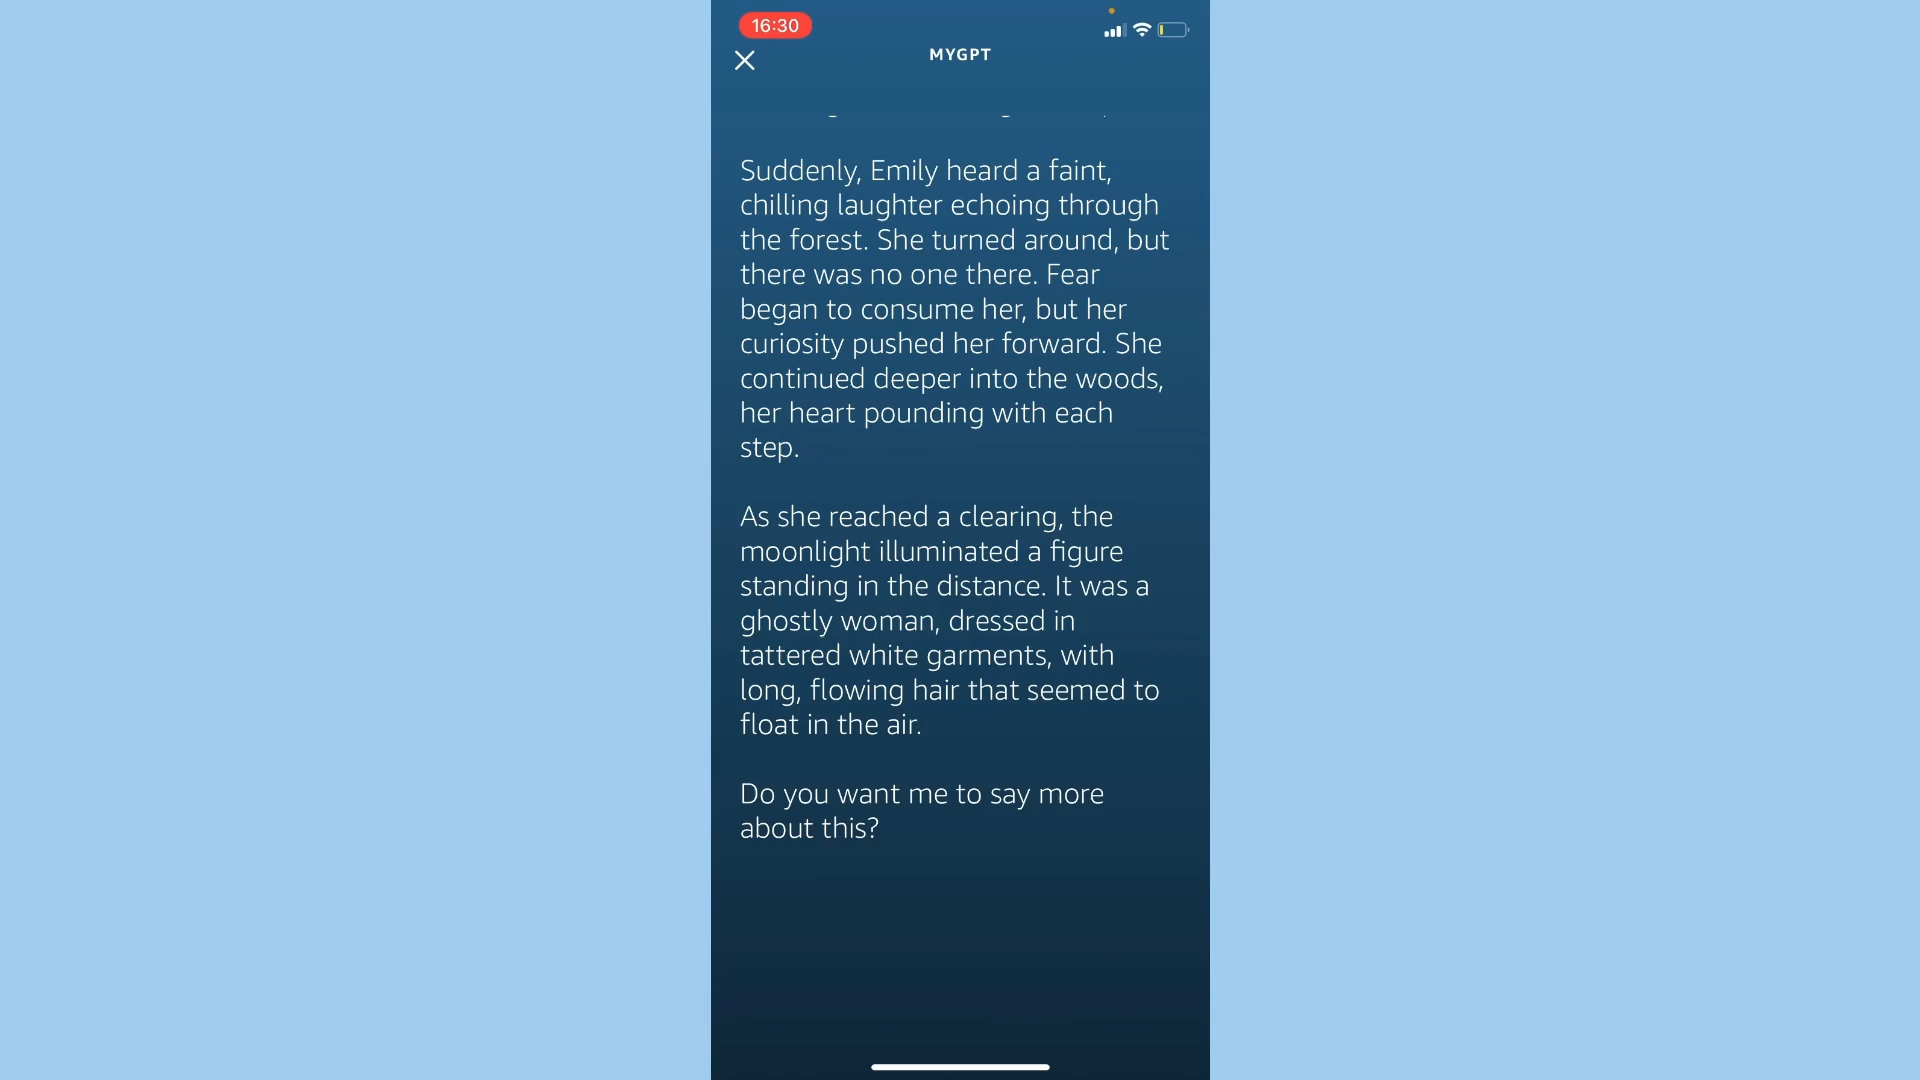 16:30
MYGPT
Suddenly, Emily heard a faint,
chilling laughter echoing through
the forest. She turned around, but
there was no one there. Fear
began to consume her, but her
curiosity pushed her forward. She
continued deeper into the woods,
her heart pounding with each
step.
As she reached a clearing, the
moonlight illuminated a figure
standing in the distance. It was a
ghostly woman, dressed in
tattered white garments, with
long, flowing hair that seemed to
float in the air.
Do you want me to say more
about this?